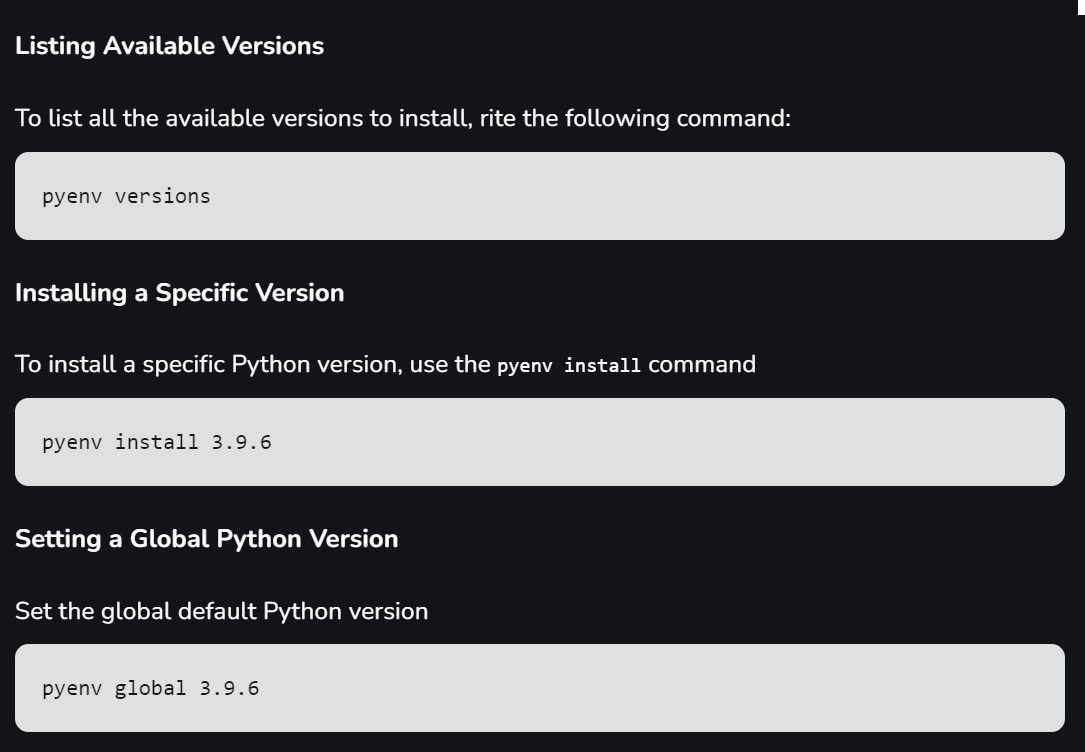 Listing Available Versions
To list all the available versions to install, rite the following command:
pyenv versions
Installing a Specific Version
To install a specific Python version, use the pyenv install command
pyenv install 3.9.6
Setting a Global Python Version
Set the global default Python version
pyenv global 3.9.6